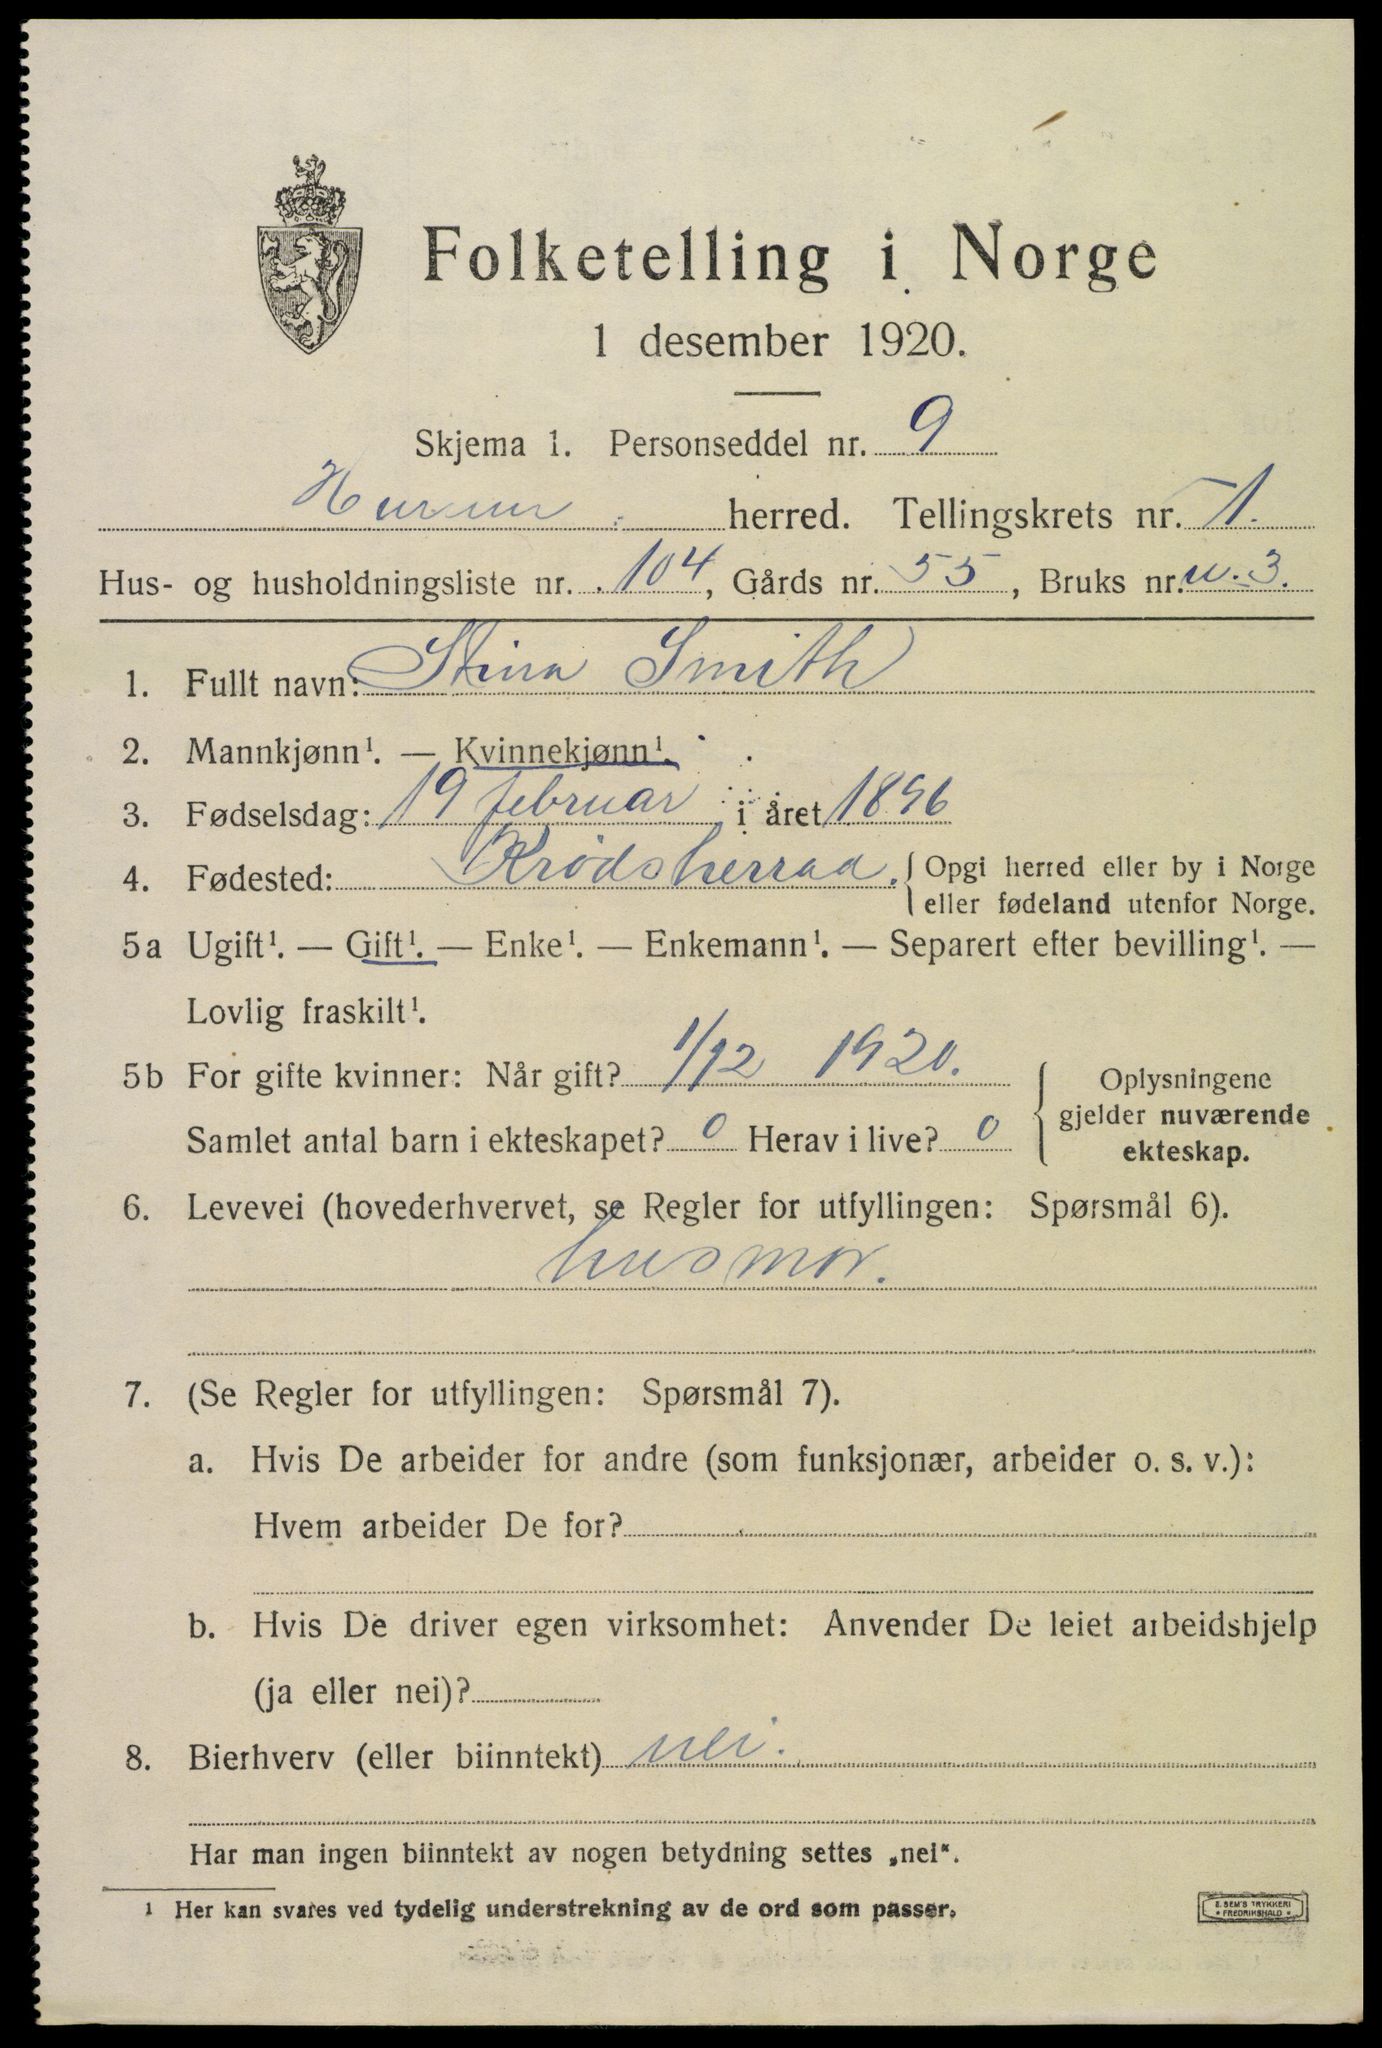 Folketelling i Norge
1 desember 1920.
Skjema 1. Personseddel nr. 9
Hurum herred. Tellingskrets nr. 1.
Hus- og husholdningsliste nr. 104, Gårds nr. 55, Bruks nr. u. 3.
1. Fullt navn: Stina Smith
2. Mannkjønn¹. — Kvinnekjønn¹.
3. Fødselsdag: 19 februar i året 1896
4. Fødested: Krødsherrad. { Opgi herred eller by i Norge
eller fødeland utenfor Norge.
5a Ugift¹. — Gift¹. — Enke¹. — Enkemann¹. — Separert efter bevilling¹. —
Lovlig fraskilt¹.
5b For gifte kvinner: Når gift? 1/12 1920.
Samlet antal barn i ekteskapet? 0 Herav i live? 0
{ Oplysningene
gjelder nuværende
ekteskap.
6. Levevei (hovederhvervet, se Regler for utfyllingen: Spørsmål 6).
husmor.
7. (Se Regler for utfyllingen: Spørsmål 7).
a. Hvis De arbeider for andre (som funksjonær, arbeider o. s. v.):
Hvem arbeider De for?
b. Hvis De driver egen virksomhet: Anvender De leiet arbeidshjelp
(ja eller nei)?
8. Bierhverv (eller biinntekt) nei.
Har man ingen biinntekt av nogen betydning settes „nei“.
1 Her kan svares ved tydelig understrekning av de ord som passer.
E. SEM'S TRYKKERI
* FREDRIKSHALD *